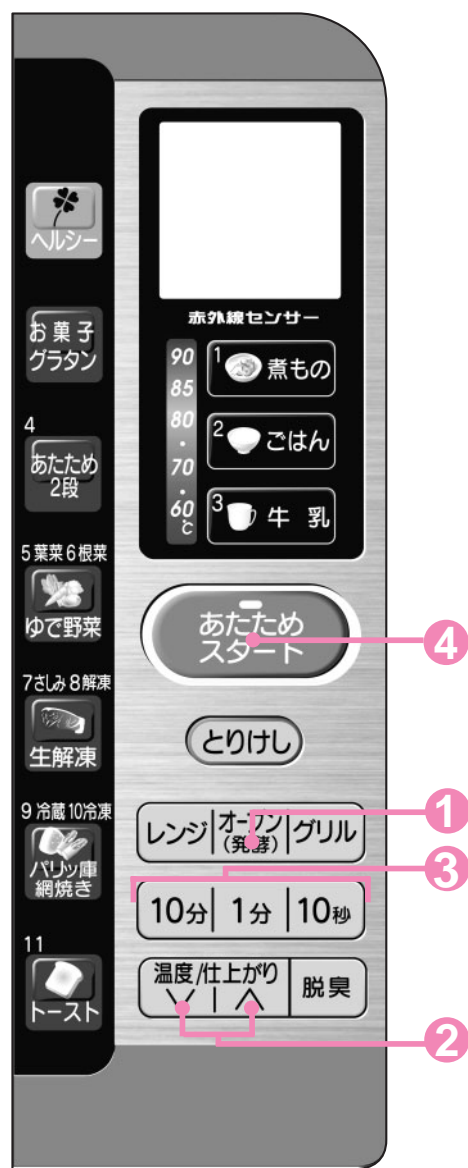 ヘルシー
お菓子
グラタン
4
あたため
2段
5葉菜6根菜
ゆで野菜
7さしみ8解凍
生解凍
9冷蔵10冷凍
パリッ庫
網焼き
11
トースト
赤外線センサー
90
85
80
・
70
・
60
℃
1 煮もの
2 ごはん
3 牛乳
あたため
スタート
4
とりけし
レンジ
オーブン
(発酵)
グリル
1
3
10分
1分
10秒
温度/仕上がり
脱臭
2